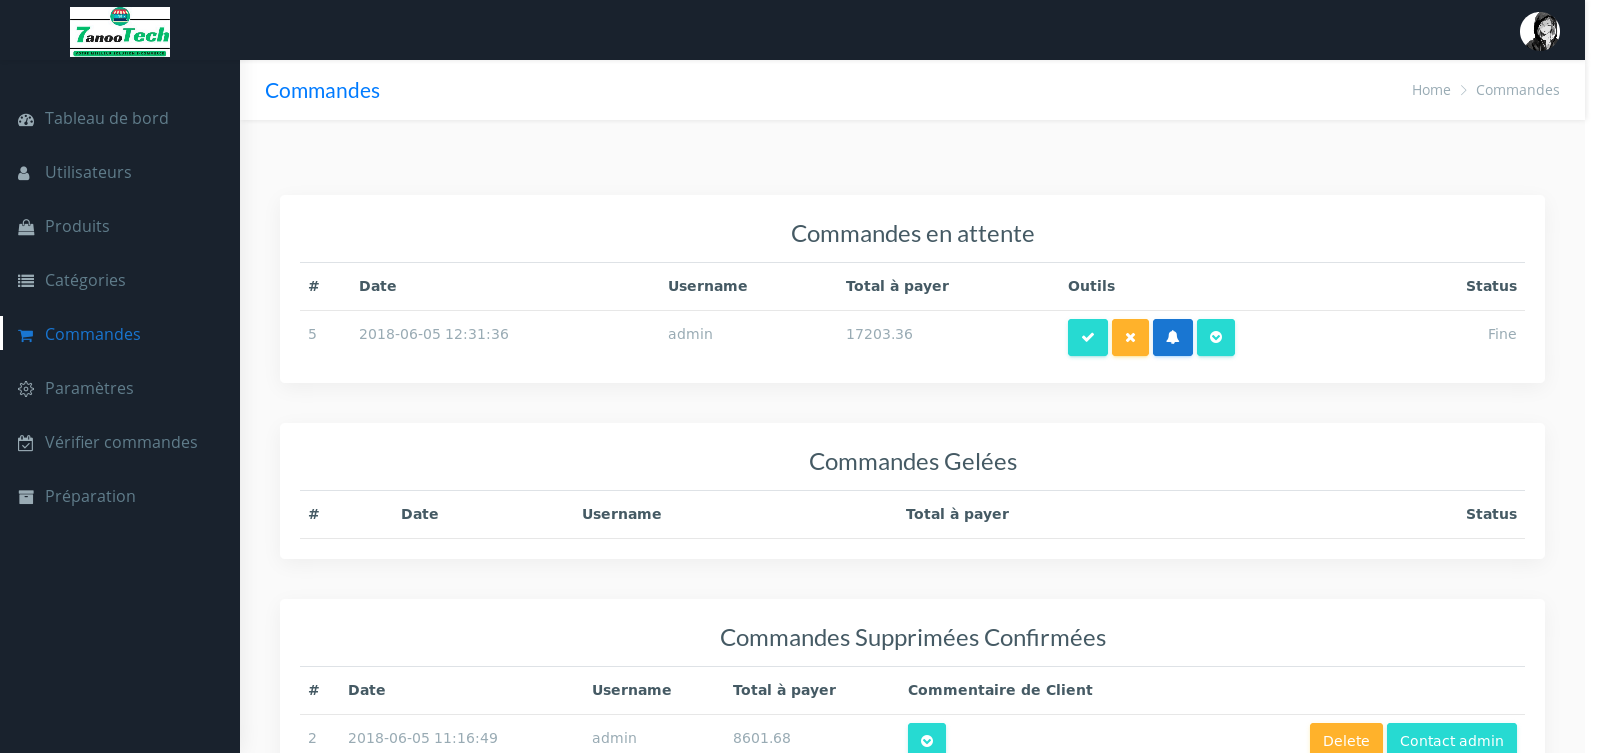 7anooTech
Commandes
Home
Commandes
Tableau de bord
Utilisateurs
Produits
Catégories
Commandes
Paramètres
Vérifier commandes
Préparation
Commandes en attente
# Date Username Total à payer Outils Status
5 2018-06-05 12:31:36 admin 17203.36 Fine
Commandes Gelées
# Date Username Total à payer Status
Commandes Supprimées Confirmées
# Date Username Total à payer Commentaire de Client
2 2018-06-05 11:16:49 admin 8601.68 Delete Contact admin